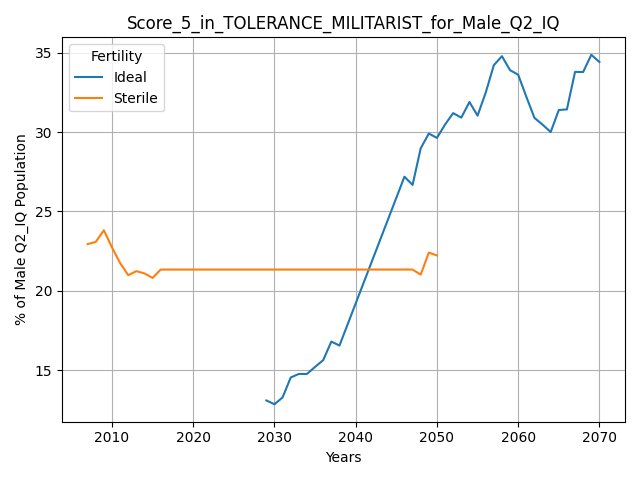 Score_5_in_TOLERANCE_MILITARIST_for_Male_Q2_IQ
Fertility
Ideal
Sterile
% of Male Q2_IQ Population
35
30
25
20
15
2010 2020 2030 2040 2050 2060 2070
Years